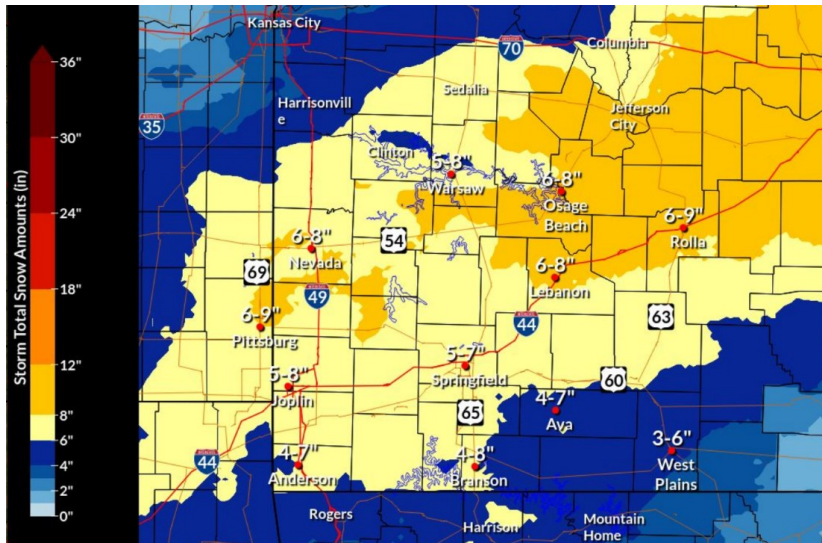 Storm Total Snow Amounts (in)
36"
30"
24"
18"
12"
8"
6"
4"
2"
0"
Kansas City
70
Columbia
Sedalia
Harrisonvill
e
Jefferson
City
35
Clinton
5-8"
Warsaw
6-8"
Osage
Beach
6-9"
Rolla
6-8"
Nevada
54
69
49
6-8"
Lebanon
6-9"
Pittsburg
44
63
5-7"
Springfield
5-8"
Joplin
60
65
4-7"
Ava
4-7"
Anderson
44
4-8"
Branson
3-6"
West
Plains
Rogers
Harrison
Mountain
Home